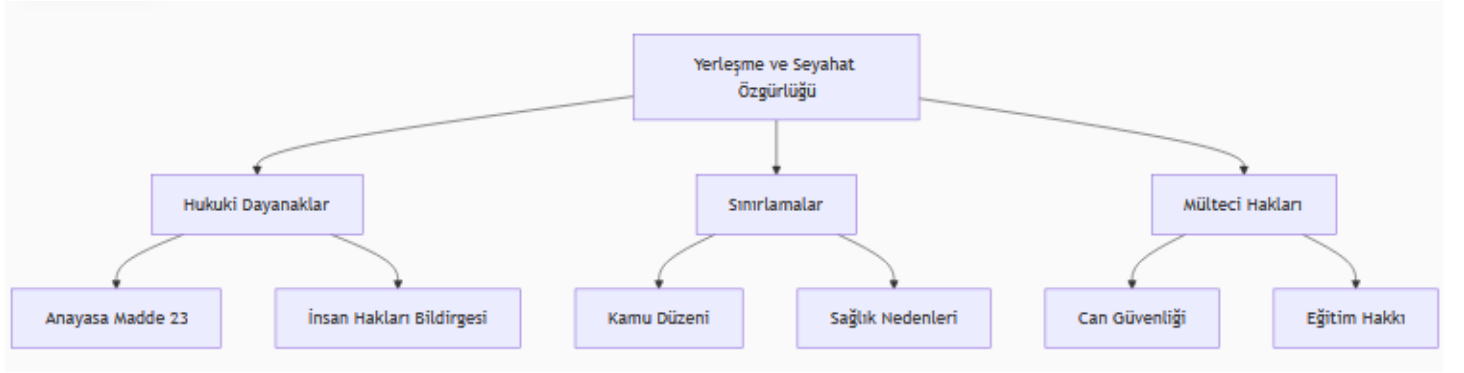 Yerleşme ve Seyahat
Özgürlüğü
Hukuki Dayanaklar
Sınırlamalar
Mülteci Hakları
Anayasa Madde 23
İnsan Hakları Bildirgesi
Kamu Düzeni
Sağlık Nedenleri
Can Güvenliği
Eğitim Hakkı